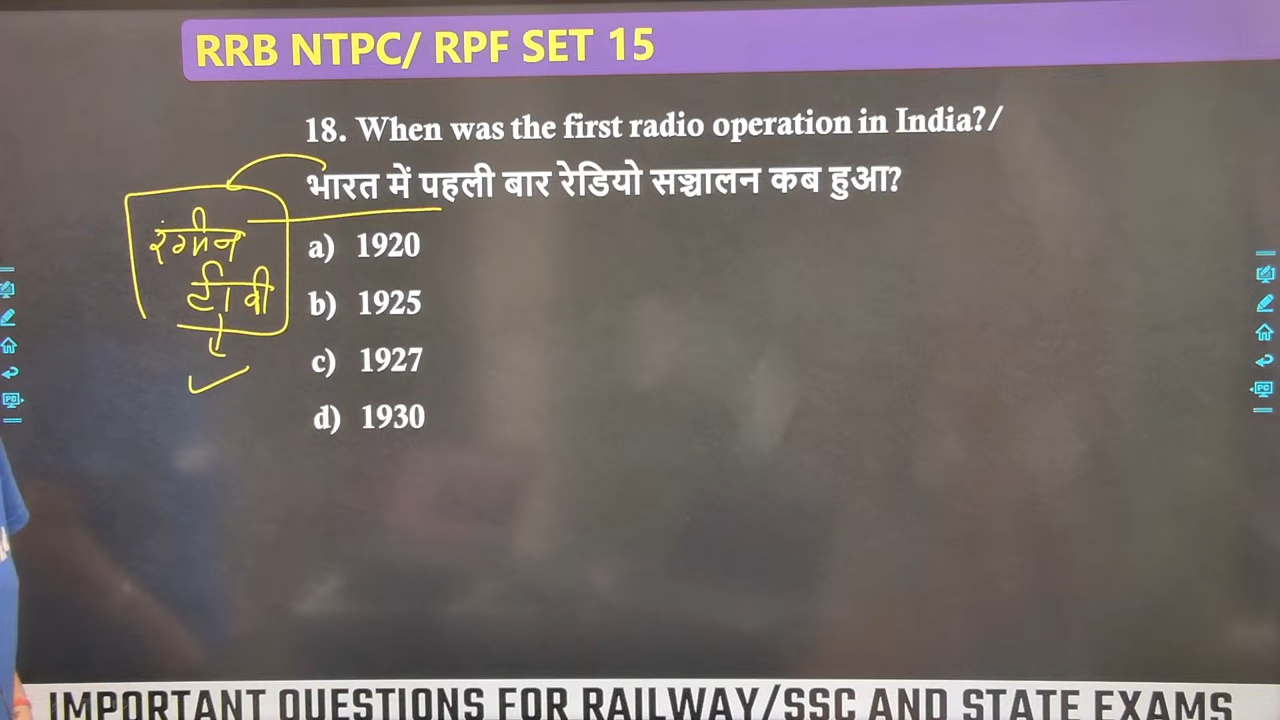 RRB NTPC/ RPF SET 15
18. When was the first radio operation in India?/
भारत में पहली बार रेडियो सञ्चालन कब हुआ?
रंगीन
टी वी
a) 1920
b) 1925
c) 1927
d) 1930
IMPORTANT QUESTIONS FOR RAILWAY/SSC AND STATE EXAMS